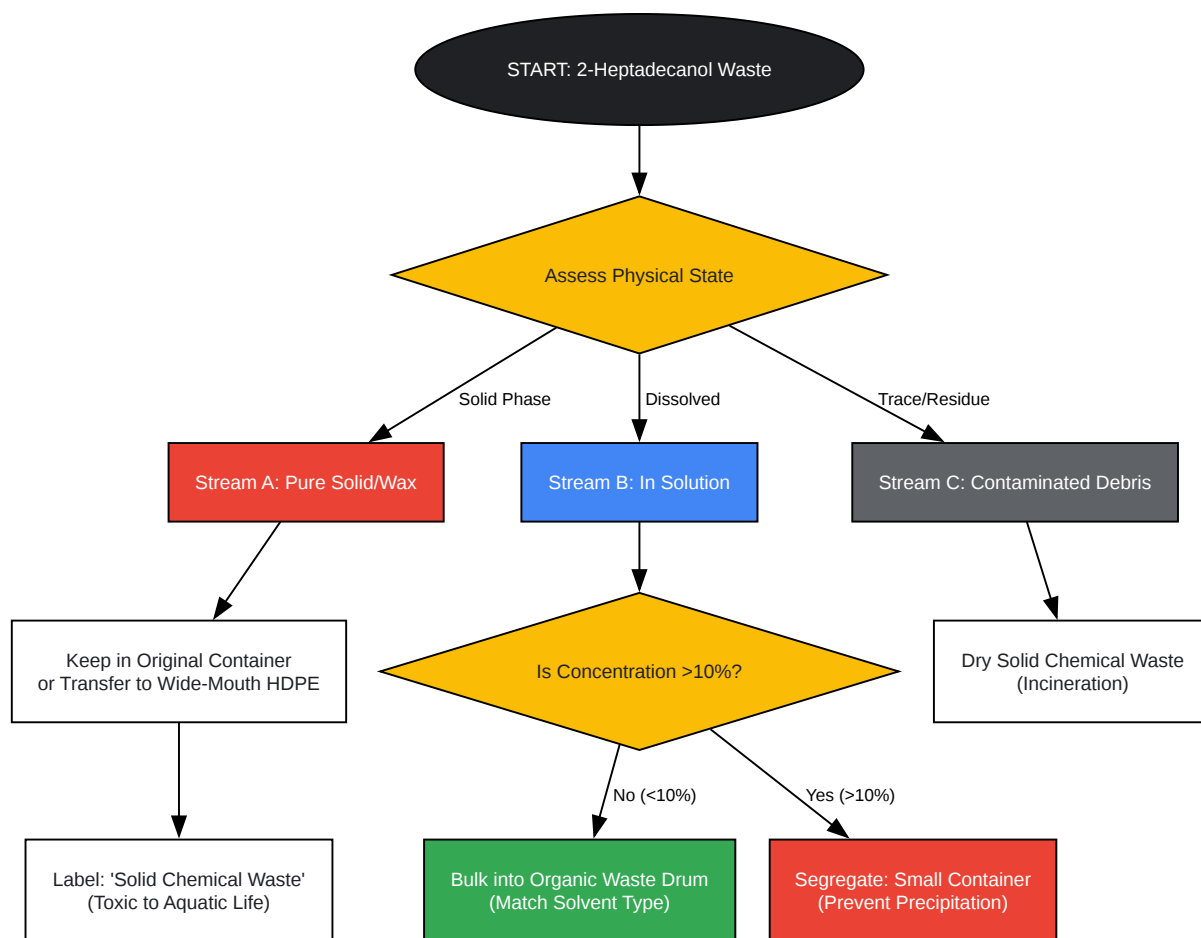 START: 2-Heptadecanol Waste
Assess Physical State
Solid Phase
Dissolved
Trace/Residue
Stream A: Pure Solid/Wax
Stream B: In Solution
Stream C: Contaminated Debris
Keep in Original Container
or Transfer to Wide-Mouth HDPE
Is Concentration >10%?
Dry Solid Chemical Waste
(Incineration)
No (<10%)
Yes (>10%)
Label: 'Solid Chemical Waste'
(Toxic to Aquatic Life)
Bulk into Organic Waste Drum
(Match Solvent Type)
Segregate: Small Container
(Prevent Precipitation)